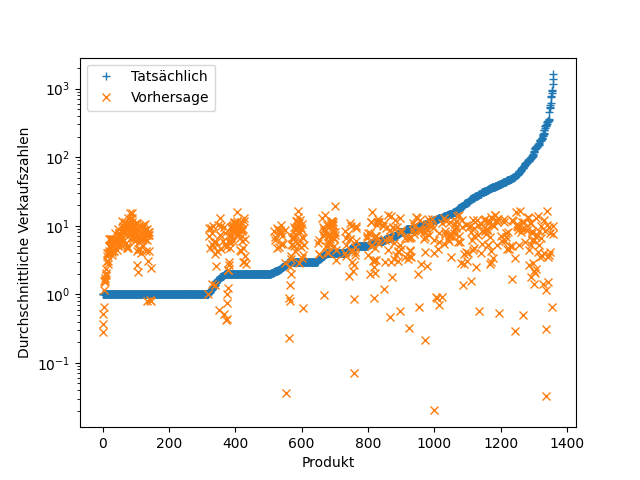 Tatsächlich
Vorhersage
Durchschnittliche Verkaufszahlen
10³
10²
10¹
10⁰
10⁻¹
0 200 400 600 800 1000 1200 1400
Produkt